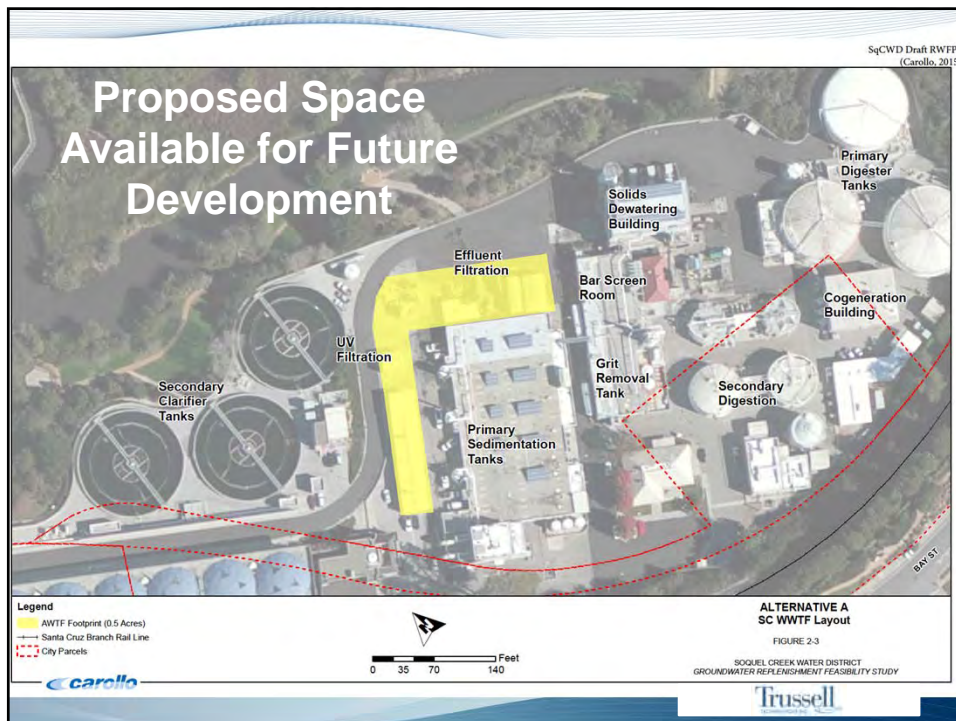 SqCWD Draft RWFP
(Carollo, 2015
Proposed Space
Available for Future
Development
Primary
Digester
Tanks
Solids
Dewatering
Building
Effluent
Filtration
Bar Screen
Room
Cogeneration
Building
UV
Filtration
Grit
Removal
Tank
Secondary
Clarifier
Tanks
Secondary
Digestion
Primary
Sedimentation
Tanks
BAY ST
Legend
AWTF Footprint (0.5 Acres)
Santa Cruz Branch Rail Line
City Parcels
N
Feet
0 35 70 140
ALTERNATIVE A
SC WWTF Layout
FIGURE 2-3
SOQUEL CREEK WATER DISTRICT
GROUNDWATER REPLENISHMENT FEASIBILITY STUDY
carollo
Trussell